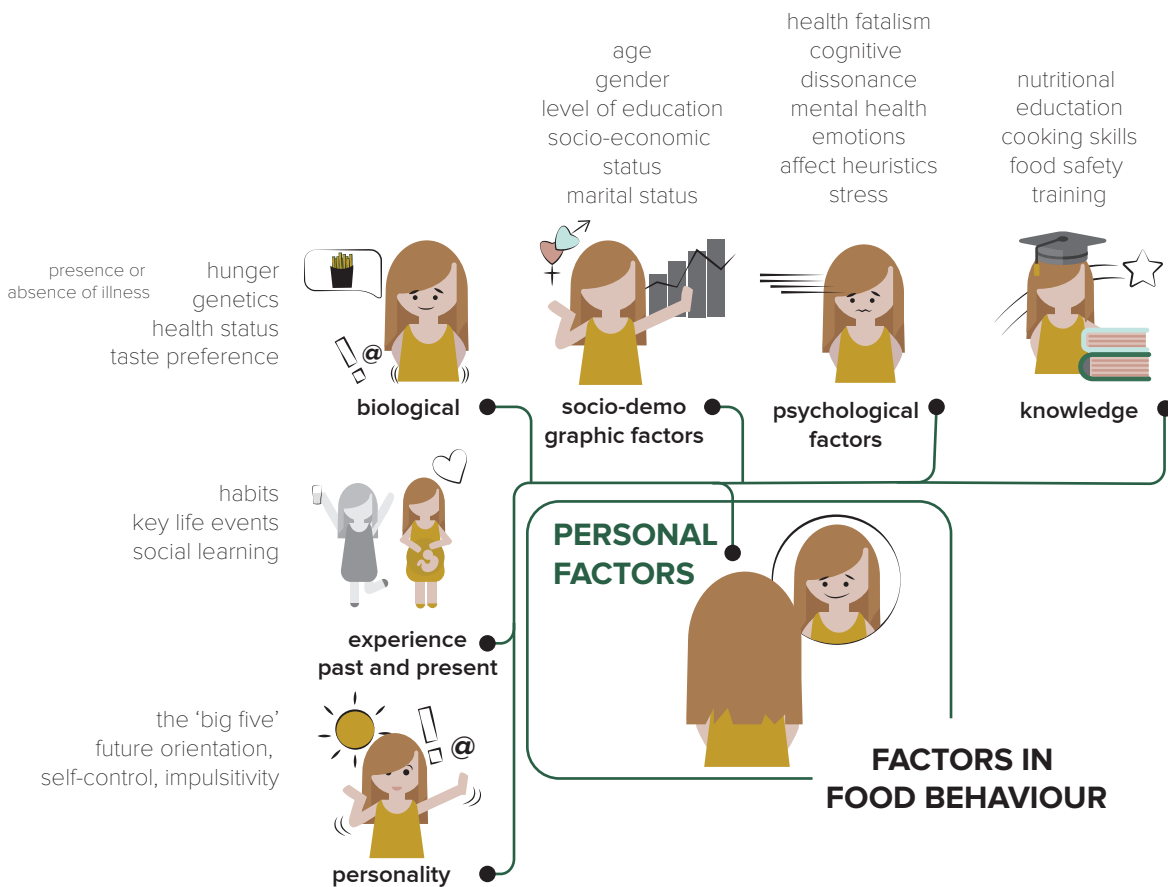 health fatalism
cognitive
dissonance
mental health
emotions
affect heuristics
stress
age
gender
level of education
socio-economic
status
marital status
nutritional
eductation
cooking skills
food safety
training
presence or
absence of illness
hunger
genetics
health status
taste preference
!@
biological
socio-demo
graphic factors
psychological
factors
knowledge
habits
key life events
social learning
experience
past and present
PERSONAL
FACTORS
the ‘big five’
future orientation,
self-control, impulsitivity
!@
personality
FACTORS IN
FOOD BEHAVIOUR